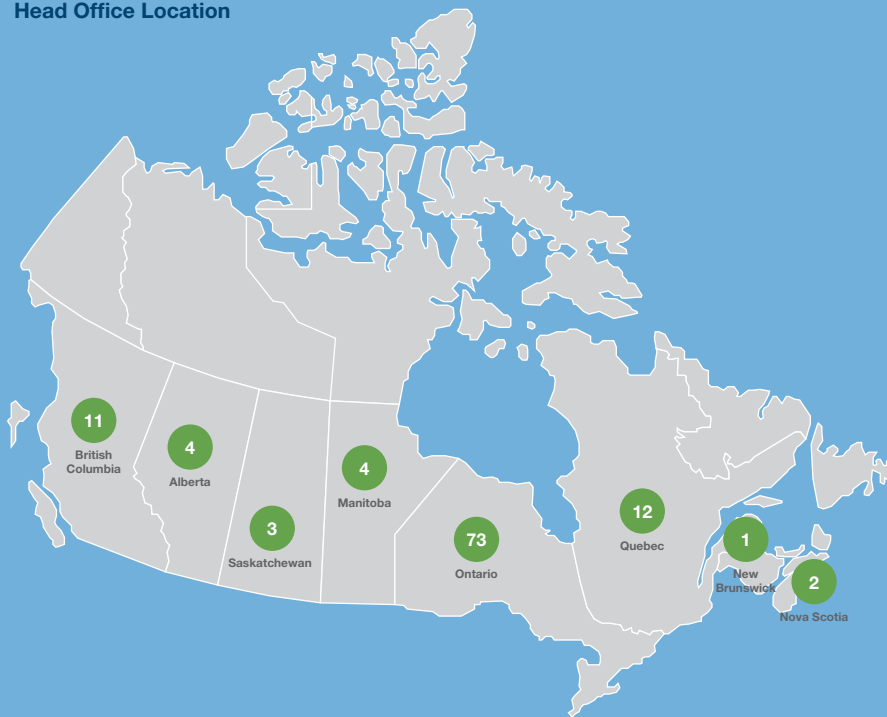 Head Office Location
11
British
Columbia
4
Alberta
3
Saskatchewan
4
Manitoba
73
Ontario
12
Quebec
1
New
Brunswick
2
Nova Scotia